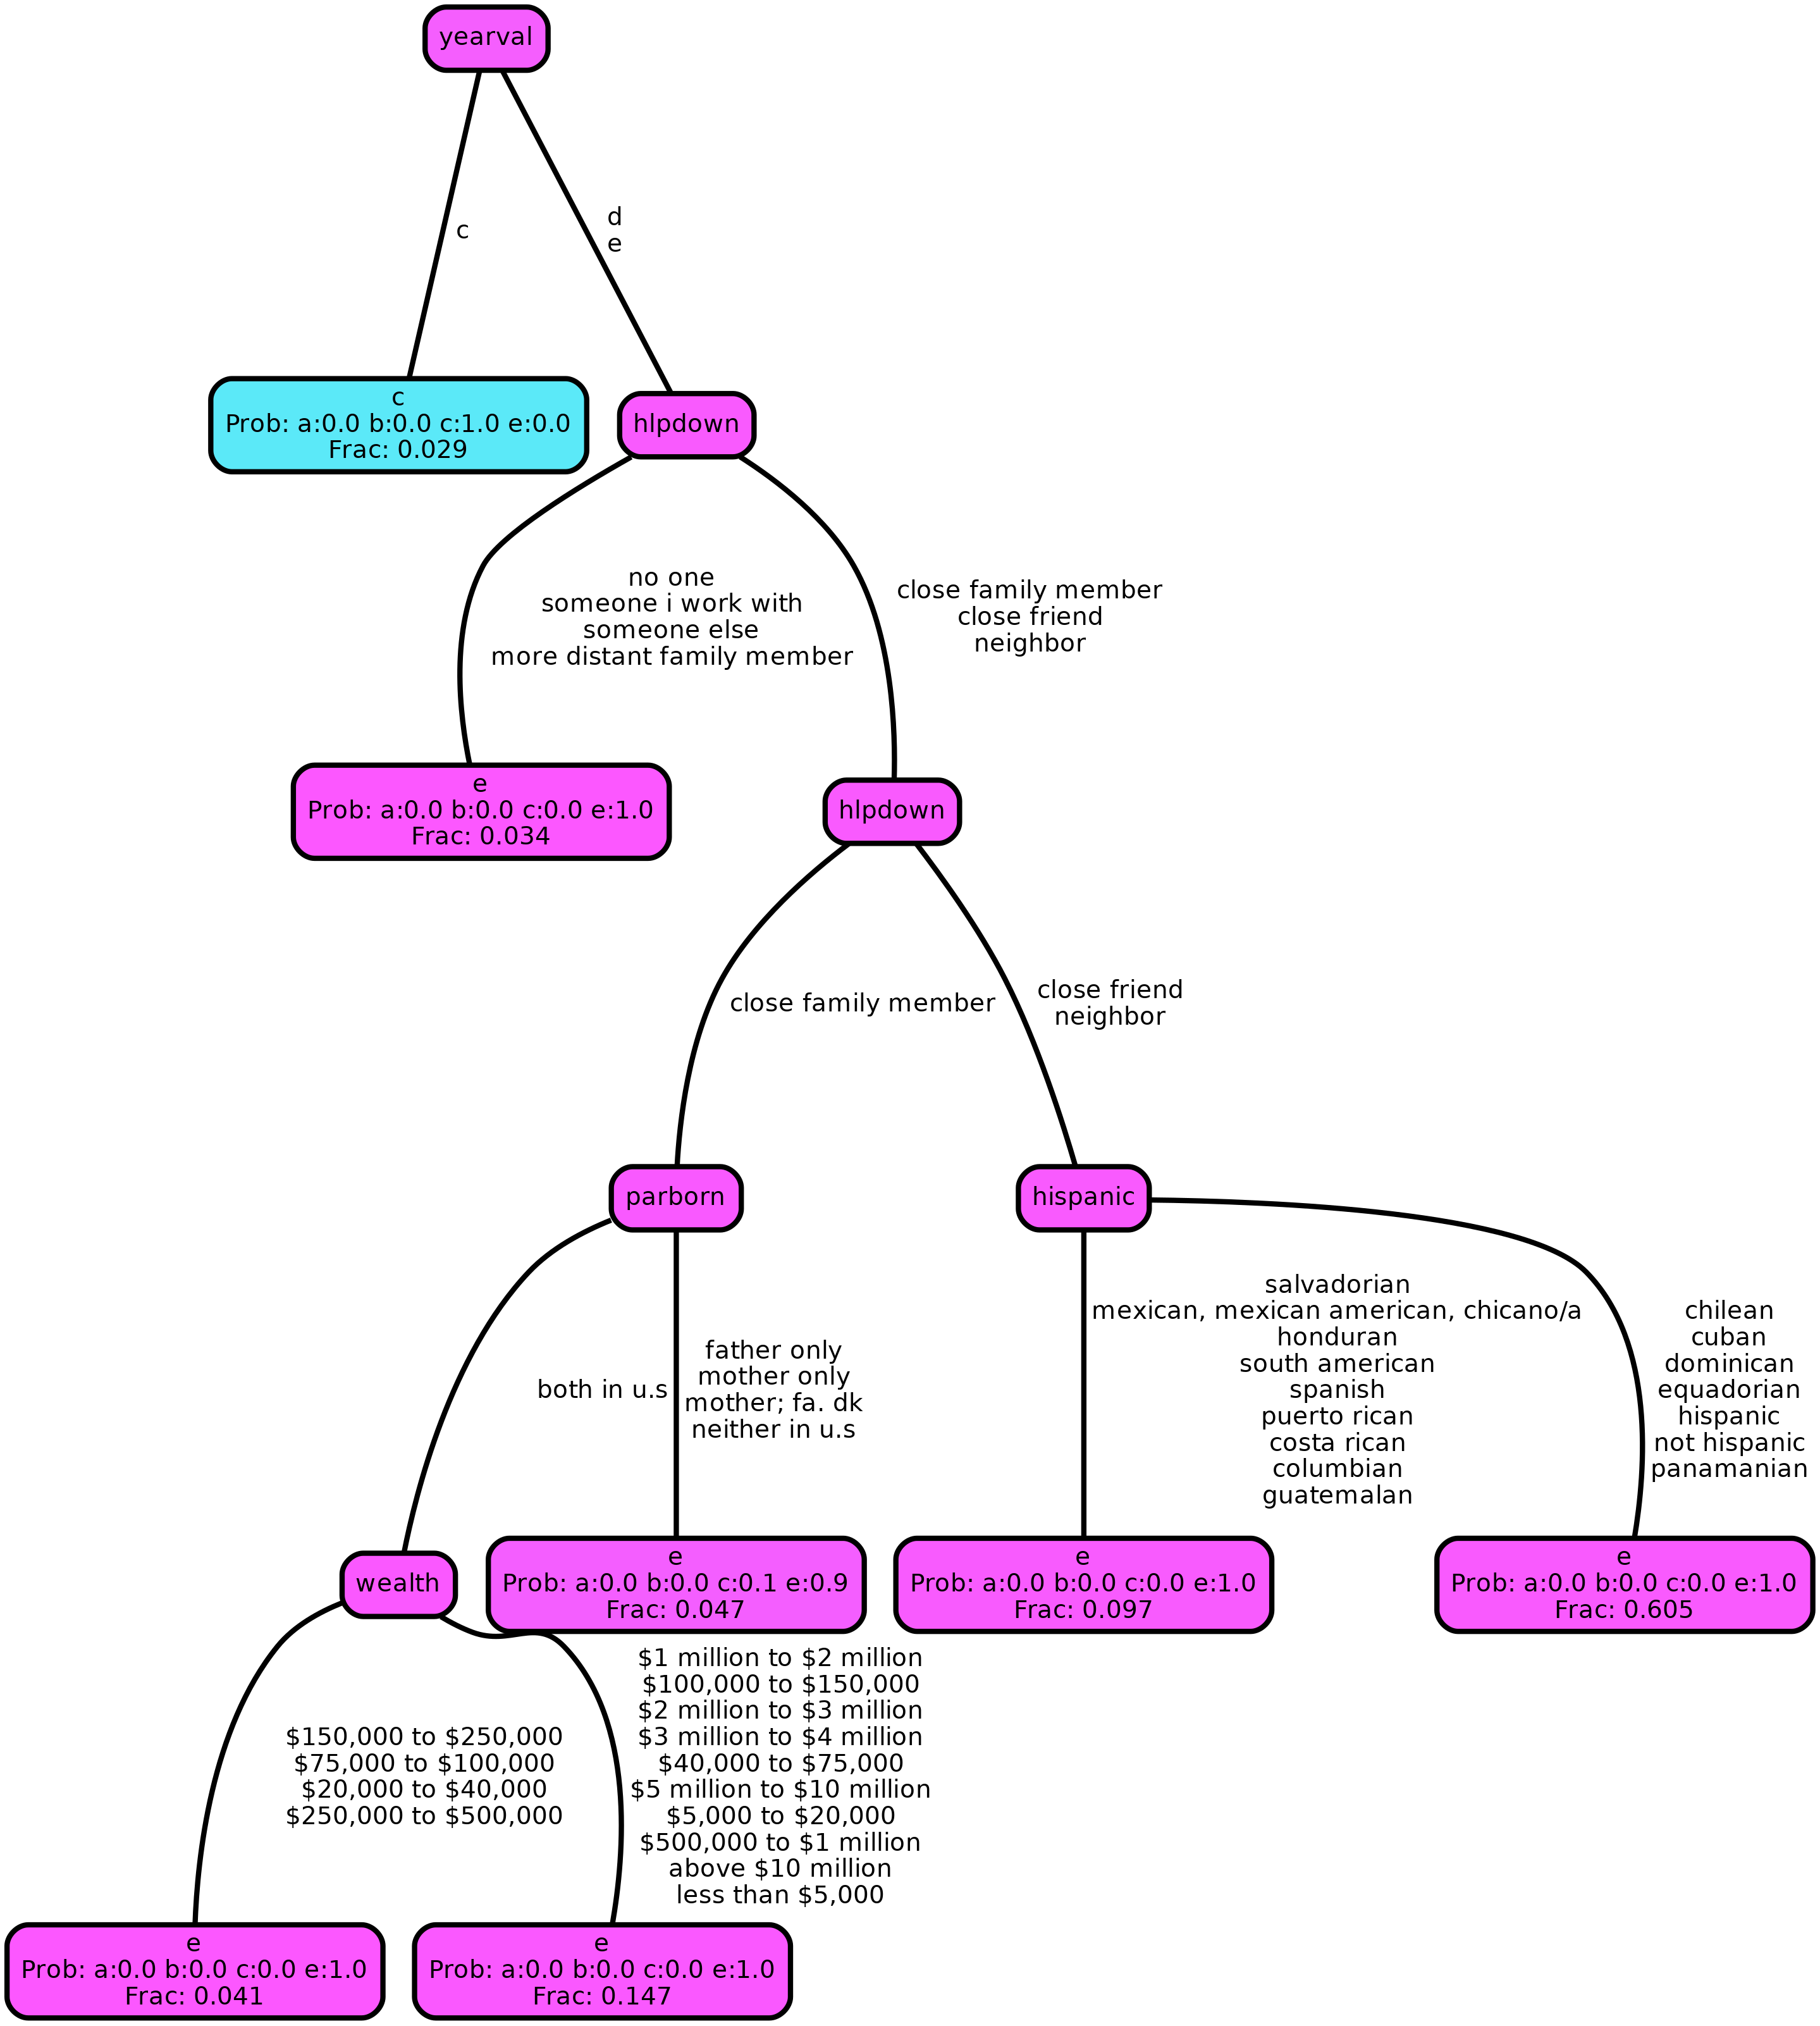 yearval
c
d
e
c
Prob: a:0.0 b:0.0 c:1.0 e:0.0
Frac: 0.029
hlpdown
no one
someone i work with
someone else
more distant family member
close family member
close friend
neighbor
e
Prob: a:0.0 b:0.0 c:0.0 e:1.0
Frac: 0.034
hlpdown
close family member
close friend
neighbor
parborn
hispanic
both in u.s
father only
mother only
mother; fa. dk
neither in u.s
salvadorian
mexican, mexican american, chicano/a
honduran
south american
spanish
puerto rican
costa rican
columbian
guatemalan
chilean
cuban
dominican
equadorian
hispanic
not hispanic
panamanian
wealth
e
Prob: a:0.0 b:0.0 c:0.1 e:0.9
Frac: 0.047
e
Prob: a:0.0 b:0.0 c:0.0 e:1.0
Frac: 0.097
e
Prob: a:0.0 b:0.0 c:0.0 e:1.0
Frac: 0.605
$150,000 to $250,000
$75,000 to $100,000
$20,000 to $40,000
$250,000 to $500,000
$1 million to $2 million
$100,000 to $150,000
$2 million to $3 million
$3 million to $4 million
$40,000 to $75,000
$5 million to $10 million
$5,000 to $20,000
$500,000 to $1 million
above $10 million
less than $5,000
e
Prob: a:0.0 b:0.0 c:0.0 e:1.0
Frac: 0.041
e
Prob: a:0.0 b:0.0 c:0.0 e:1.0
Frac: 0.147